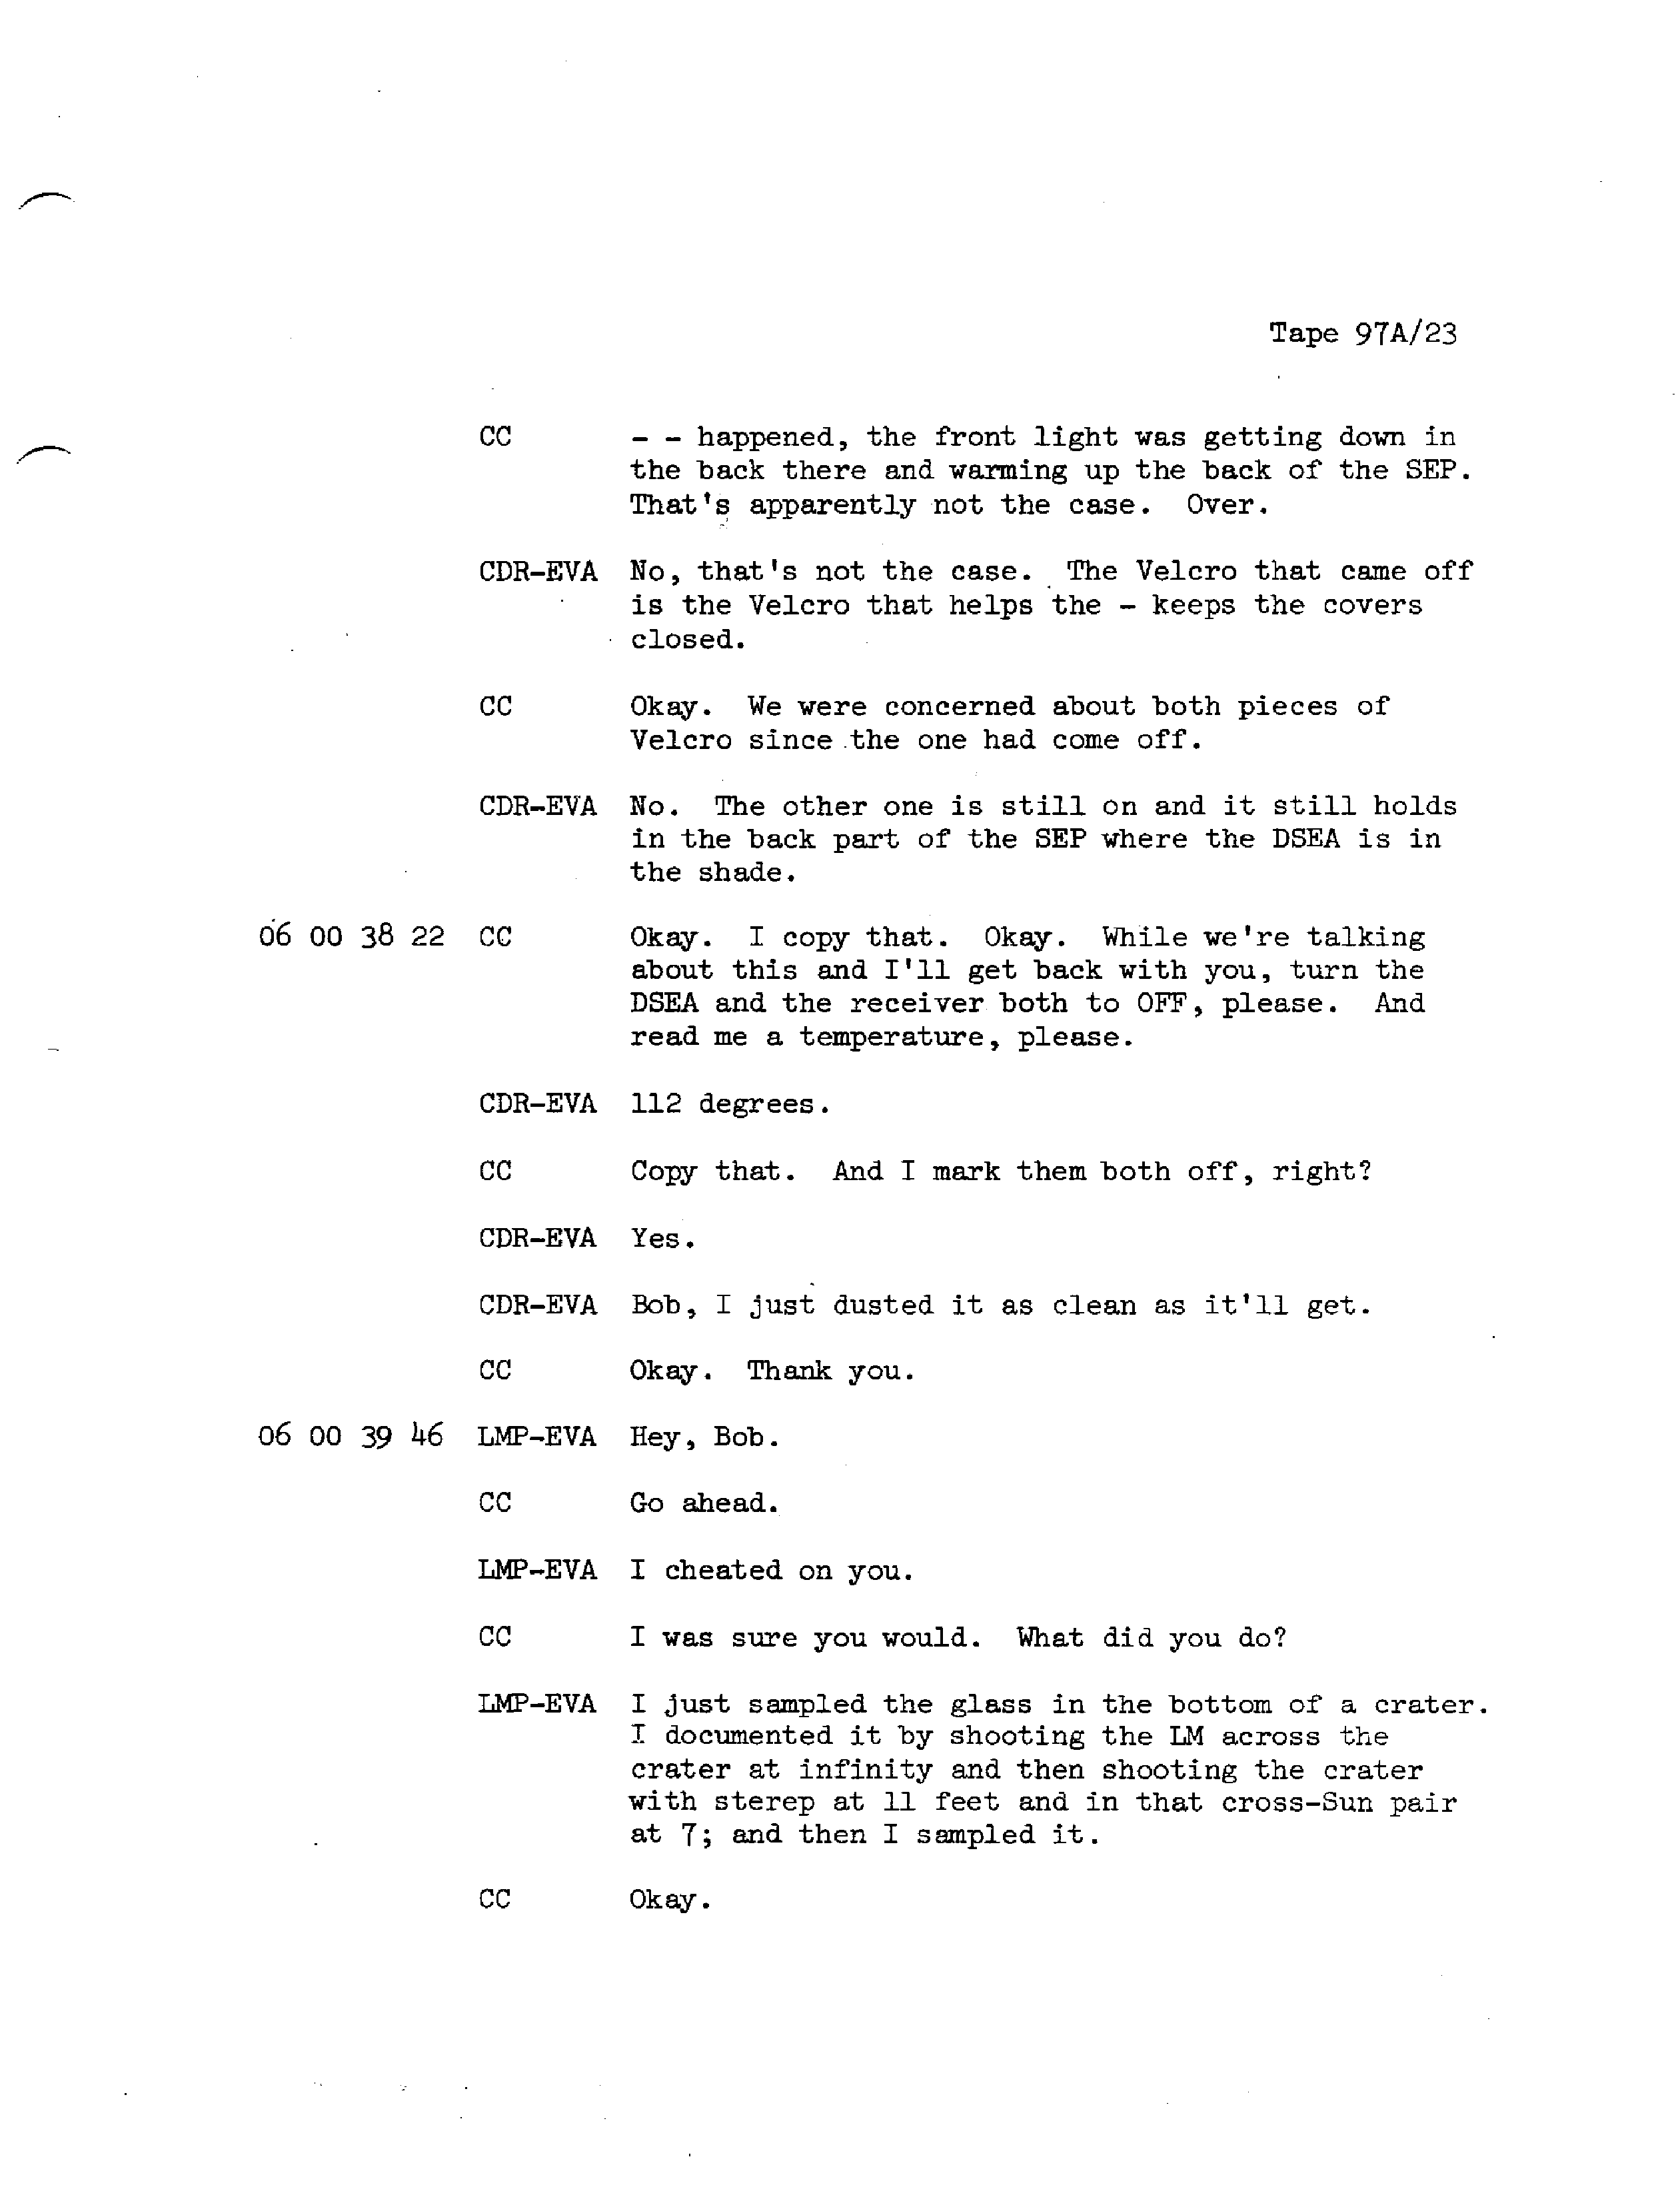 Tape 97A/23
CC - - happened, the front light was getting down in
the back there and warming up the back of the SEP.
That's apparently not the case. Over.
CDR-EVA No, that's not the case. The Velcro that came off
is the Velcro that helps the - keeps the covers
closed.
CC Okay. We were concerned about both pieces of
Velcro since the one had come off.
CDR-EVA No. The other one is still on and it still holds
in the back part of the SEP where the DSEA is in
the shade.
06 00 38 22 CC Okay. I copy that. Okay. While we're talking
about this and I'll get back with you, turn the
DSEA and the receiver both to OFF, please. And
read me a temperature, please.
CDR-EVA 112 degrees.
CC Copy that. And I mark them both off, right?
CDR-EVA Yes.
CDR-EVA Bob, I just dusted it as clean as it'll get.
CC Okay. Thank you.
06 00 39 46 LMP-EVA Hey, Bob.
CC Go ahead.
LMP-EVA I cheated on you.
CC I was sure you would. What did you do?
LMP-EVA I just sampled the glass in the bottom of a crater.
I documented it by shooting the LM across the
crater at infinity and then shooting the crater
with sterep at 11 feet and in that cross-Sun pair
at 7; and then I sampled it.
CC Okay.